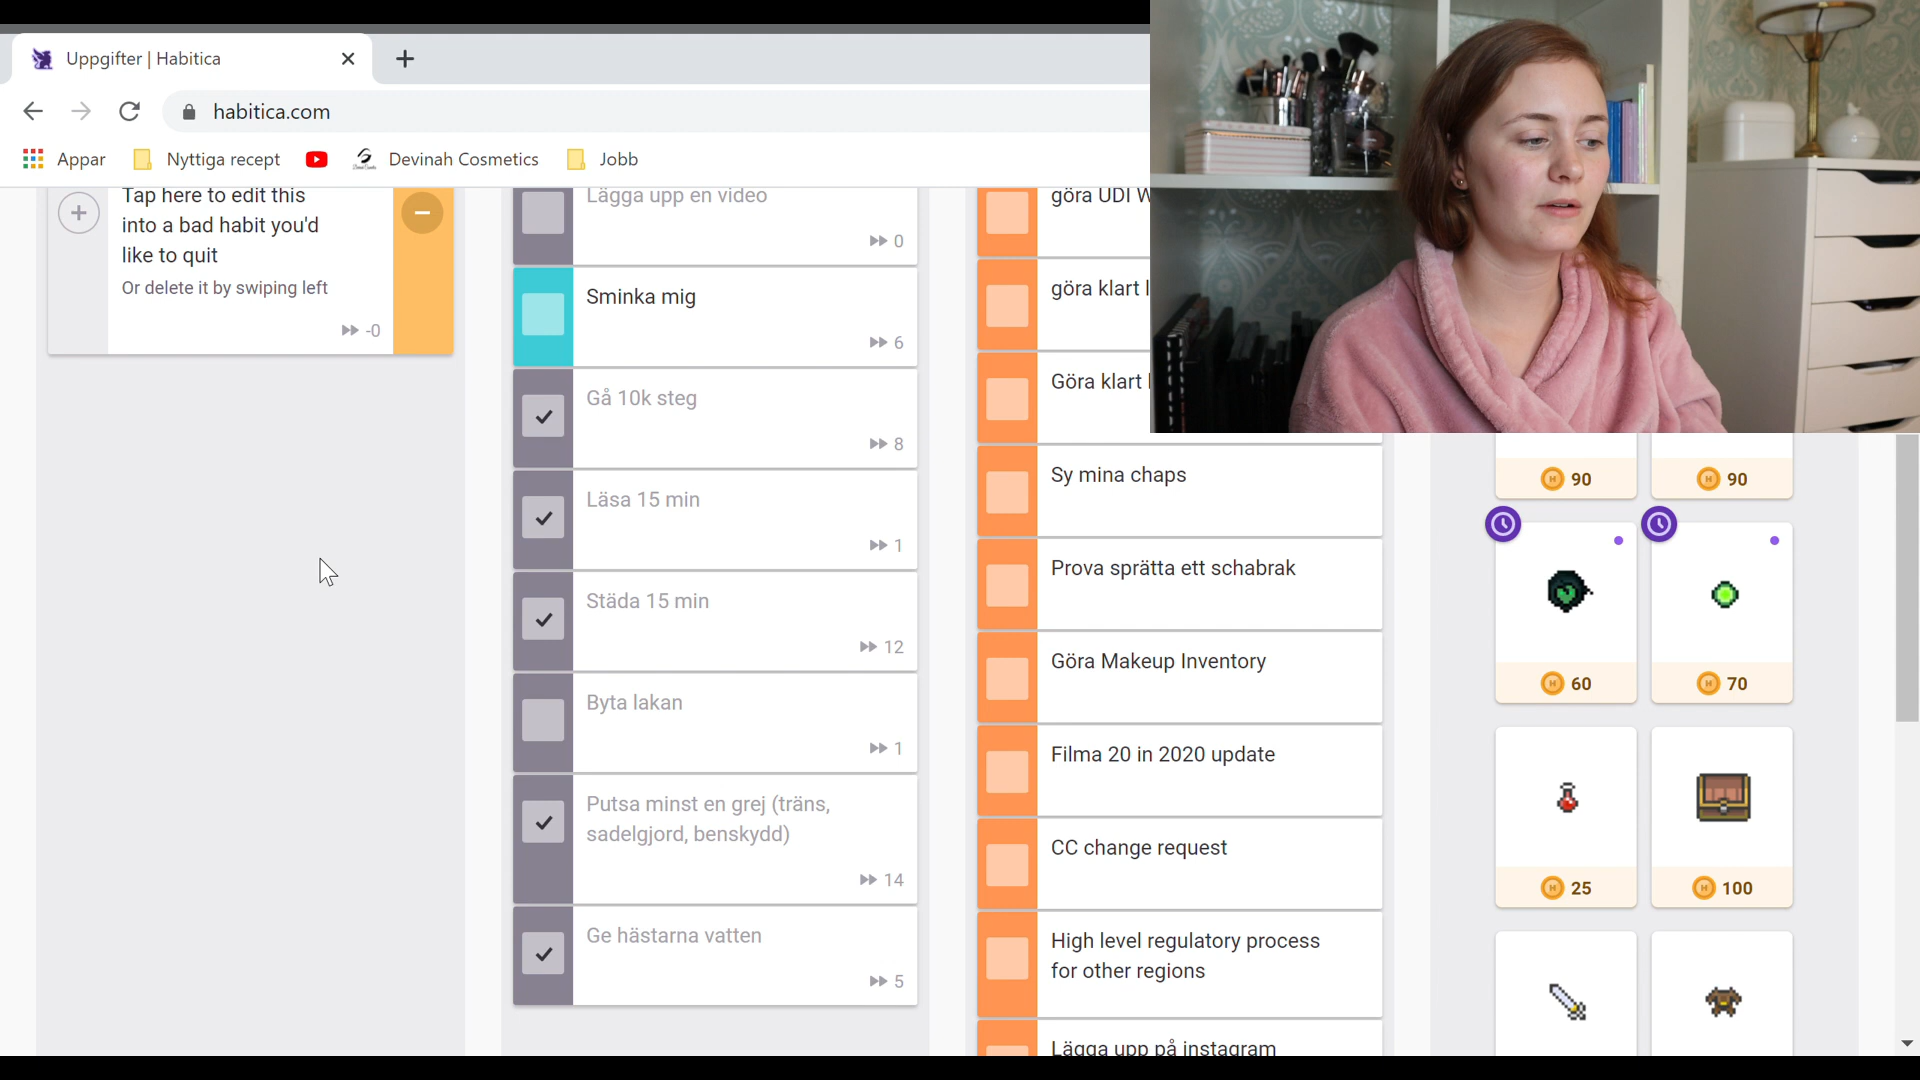 Uppgifter | Habitica
habitica.com
Appar
Nyttiga recept
Devinah Cosmetics
Jobb
Tap here to edit this
into a bad habit you'd
like to quit
Or delete it by swiping left
-0
Lägga upp en video
0
Sminka mig
6
Gå 10k steg
8
Läsa 15 min
1
Städa 15 min
12
Byta lakan
1
Putsa minst en grej (träns,
sadelgjord, benskydd)
14
Ge hästarna vatten
5
göra UDI
göra klart
Göra klart
Sy mina chaps
Prova sprätta ett schabrak
Göra Makeup Inventory
Filma 20 in 2020 update
CC change request
High level regulatory process
for other regions
Lägga upp på instagram
90
90
60
70
25
100